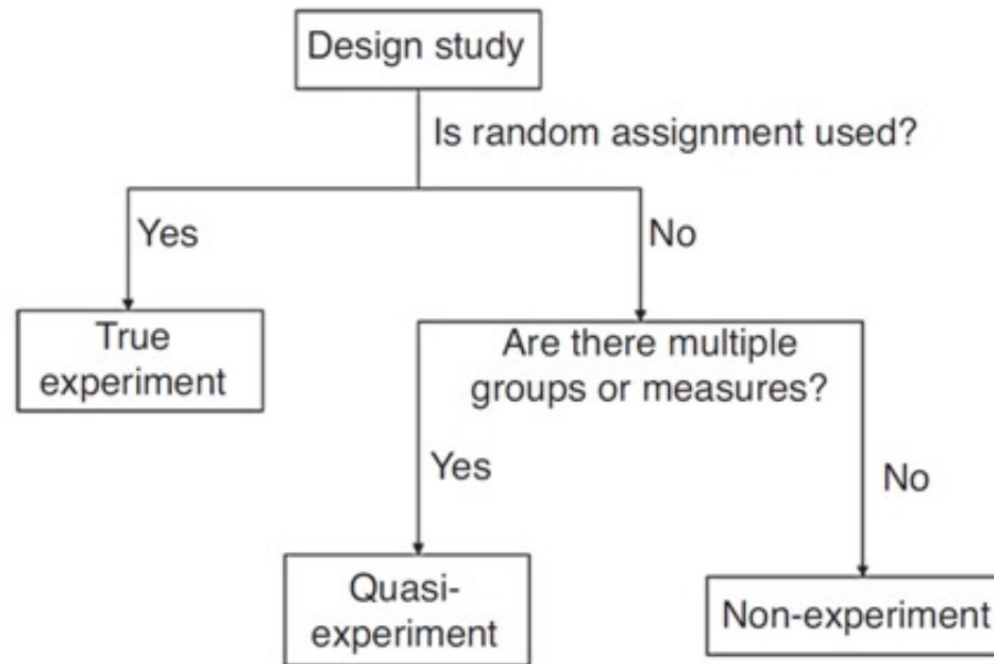 Design study
Is random assignment used?
Yes
No
True
experiment
Are there multiple
groups or measures?
Yes
No
Quasi-
experiment
Non-experiment